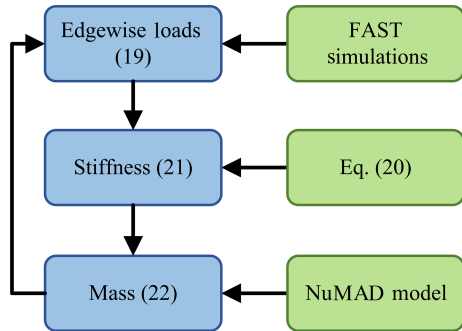 Edgewise loads
(19)
FAST
simulations
Stiffness (21)
Eq. (20)
Mass (22)
NuMAD model